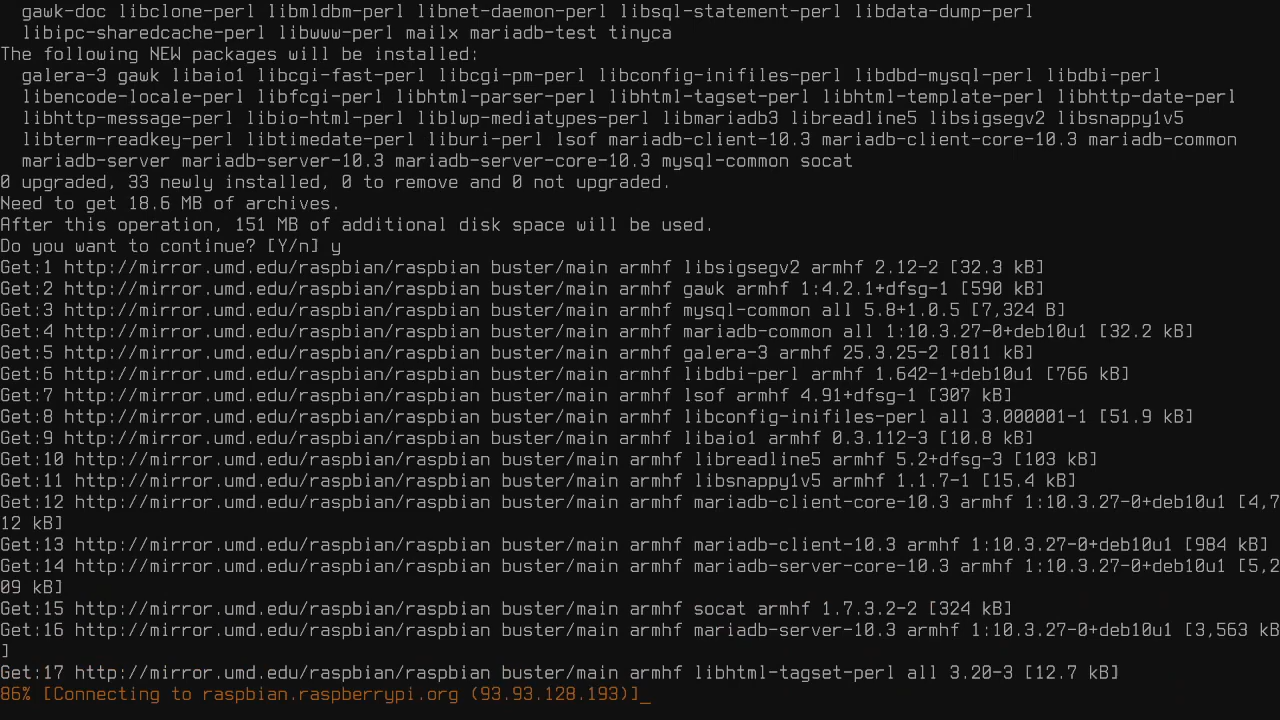 gawk-doc libclone-perl libmldbm-perl libnet-daemon-perl libsql-statement-perl libdata-dump-perl
libipc-sharedcache-perl libwww-perl mailx mariadb-test tinyca
The following NEW packages will be installed:
galera-3 gawk libaio1 libcgi-fast-perl libcgi-pm-perl libconfig-inifiles-perl libdbd-mysql-perl libdbi-perl
libencode-locale-perl libfcgi-perl libhtml-parser-perl libhtml-tagset-perl libhtml-template-perl libhttp-date-perl
libhttp-message-perl libio-html-perl liblwp-mediatypes-perl libmariadb3 libreadline5 libsigsegv2 libsnappy1v5
libterm-readkey-perl libtimedate-perl liburi-perl lsof mariadb-client-10.3 mariadb-client-core-10.3 mariadb-common
mariadb-server mariadb-server-10.3 mariadb-server-core-10.3 mysql-common socat
0 upgraded, 33 newly installed, 0 to remove and 0 not upgraded.
Need to get 18.6 MB of archives.
After this operation, 151 MB of additional disk space will be used.
Do you want to continue? [Y/n] y
Get:1 http://mirror.umd.edu/raspbian/raspbian buster/main armhf libsigsegv2 armhf 2.12-2 [32.3 kB]
Get:2 http://mirror.umd.edu/raspbian/raspbian buster/main armhf gawk armhf 1:4.2.1+dfsg-1 [590 kB]
Get:3 http://mirror.umd.edu/raspbian/raspbian buster/main armhf mysql-common all 5.8+1.0.5 [7,324 B]
Get:4 http://mirror.umd.edu/raspbian/raspbian buster/main armhf mariadb-common all 1:10.3.27-0+deb10u1 [32.2 kB]
Get:5 http://mirror.umd.edu/raspbian/raspbian buster/main armhf galera-3 armhf 25.3.25-2 [811 kB]
Get:6 http://mirror.umd.edu/raspbian/raspbian buster/main armhf libdbi-perl armhf 1.642-1+deb10u1 [766 kB]
Get:7 http://mirror.umd.edu/raspbian/raspbian buster/main armhf lsof armhf 4.91+dfsg-1 [307 kB]
Get:8 http://mirror.umd.edu/raspbian/raspbian buster/main armhf libconfig-inifiles-perl all 3.000001-1 [51.9 kB]
Get:9 http://mirror.umd.edu/raspbian/raspbian buster/main armhf libaio1 armhf 0.3.112-3 [10.8 kB]
Get:10 http://mirror.umd.edu/raspbian/raspbian buster/main armhf libreadline5 armhf 5.2+dfsg-3 [103 kB]
Get:11 http://mirror.umd.edu/raspbian/raspbian buster/main armhf libsnappy1v5 armhf 1.1.7-1 [15.4 kB]
Get:12 http://mirror.umd.edu/raspbian/raspbian buster/main armhf mariadb-client-core-10.3 armhf 1:10.3.27-0+deb10u1 [4,7
12 kB]
Get:13 http://mirror.umd.edu/raspbian/raspbian buster/main armhf mariadb-client-10.3 armhf 1:10.3.27-0+deb10u1 [984 kB]
Get:14 http://mirror.umd.edu/raspbian/raspbian buster/main armhf mariadb-server-core-10.3 armhf 1:10.3.27-0+deb10u1 [5,2
09 kB]
Get:15 http://mirror.umd.edu/raspbian/raspbian buster/main armhf socat armhf 1.7.3.2-2 [324 kB]
Get:16 http://mirror.umd.edu/raspbian/raspbian buster/main armhf mariadb-server-10.3 armhf 1:10.3.27-0+deb10u1 [3,563 kB
]
Get:17 http://mirror.umd.edu/raspbian/raspbian buster/main armhf libhtml-tagset-perl all 3.20-3 [12.7 kB]
86% [Connecting to raspbian.raspberrypi.org (93.93.128.193)]_